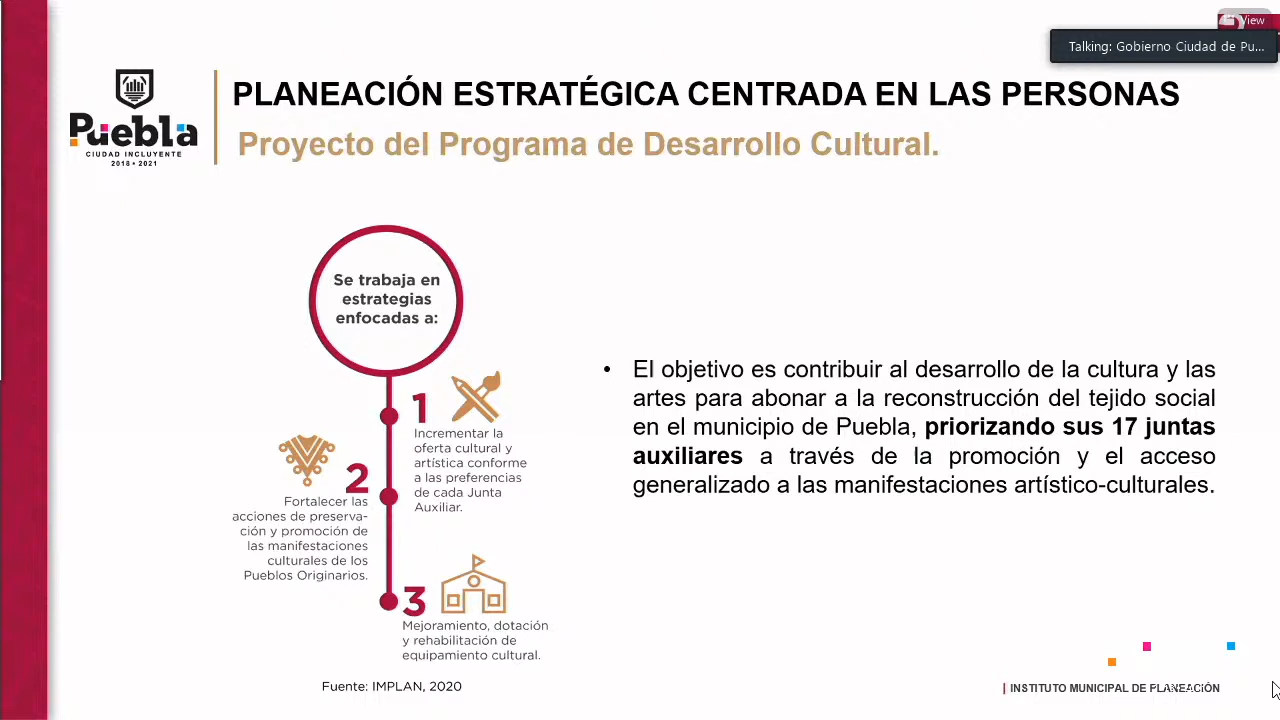 View
Talking: Gobierno Ciudad de Pu...
PLANEACIÓN ESTRATÉGICA CENTRADA EN LAS PERSONAS
Proyecto del Programa de Desarrollo Cultural.
Puebla
CIUDAD INCLUYENTE
2018 • 2021
Se trabaja en
estrategias
enfocadas a:
1
Incrementar la
oferta cultural y
artística conforme
a las preferencias
de cada Junta
Auxiliar.
2
Fortalecer las
acciones de preserva-
ción y promoción de
las manifestaciones
culturales de los
Pueblos Originarios.
3
Mejoramiento, dotación
y rehabilitación de
equipamiento cultural.
Fuente: IMPLAN, 2020
• El objetivo es contribuir al desarrollo de la cultura y las
artes para abonar a la reconstrucción del tejido social
en el municipio de Puebla, priorizando sus 17 juntas
auxiliares a través de la promoción y el acceso
generalizado a las manifestaciones artístico-culturales.
| INSTITUTO MUNICIPAL DE PLANEACIÓN